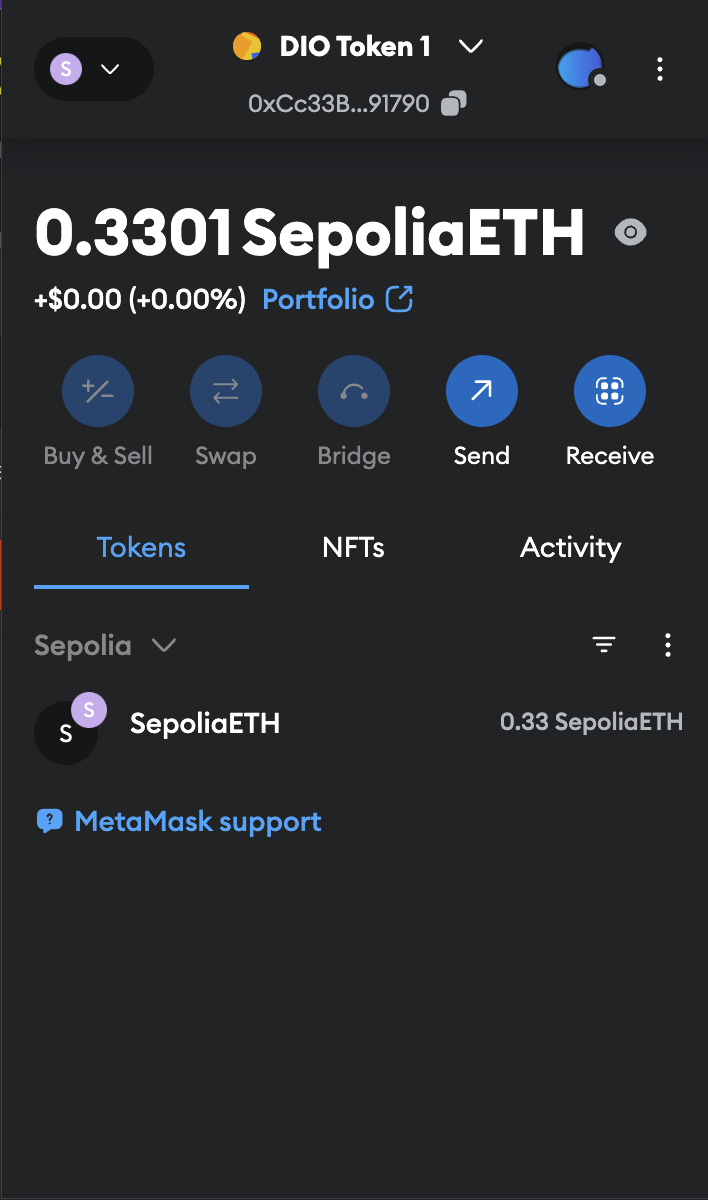 S
DIO Token 1
0xCc33B...91790
0.3301 SepoliaETH
+$0.00 (+0.00%) Portfolio
Buy & Sell Swap Bridge Send Receive
Tokens NFTs Activity
Sepolia
S
S SepoliaETH 0.33 SepoliaETH
? MetaMask support